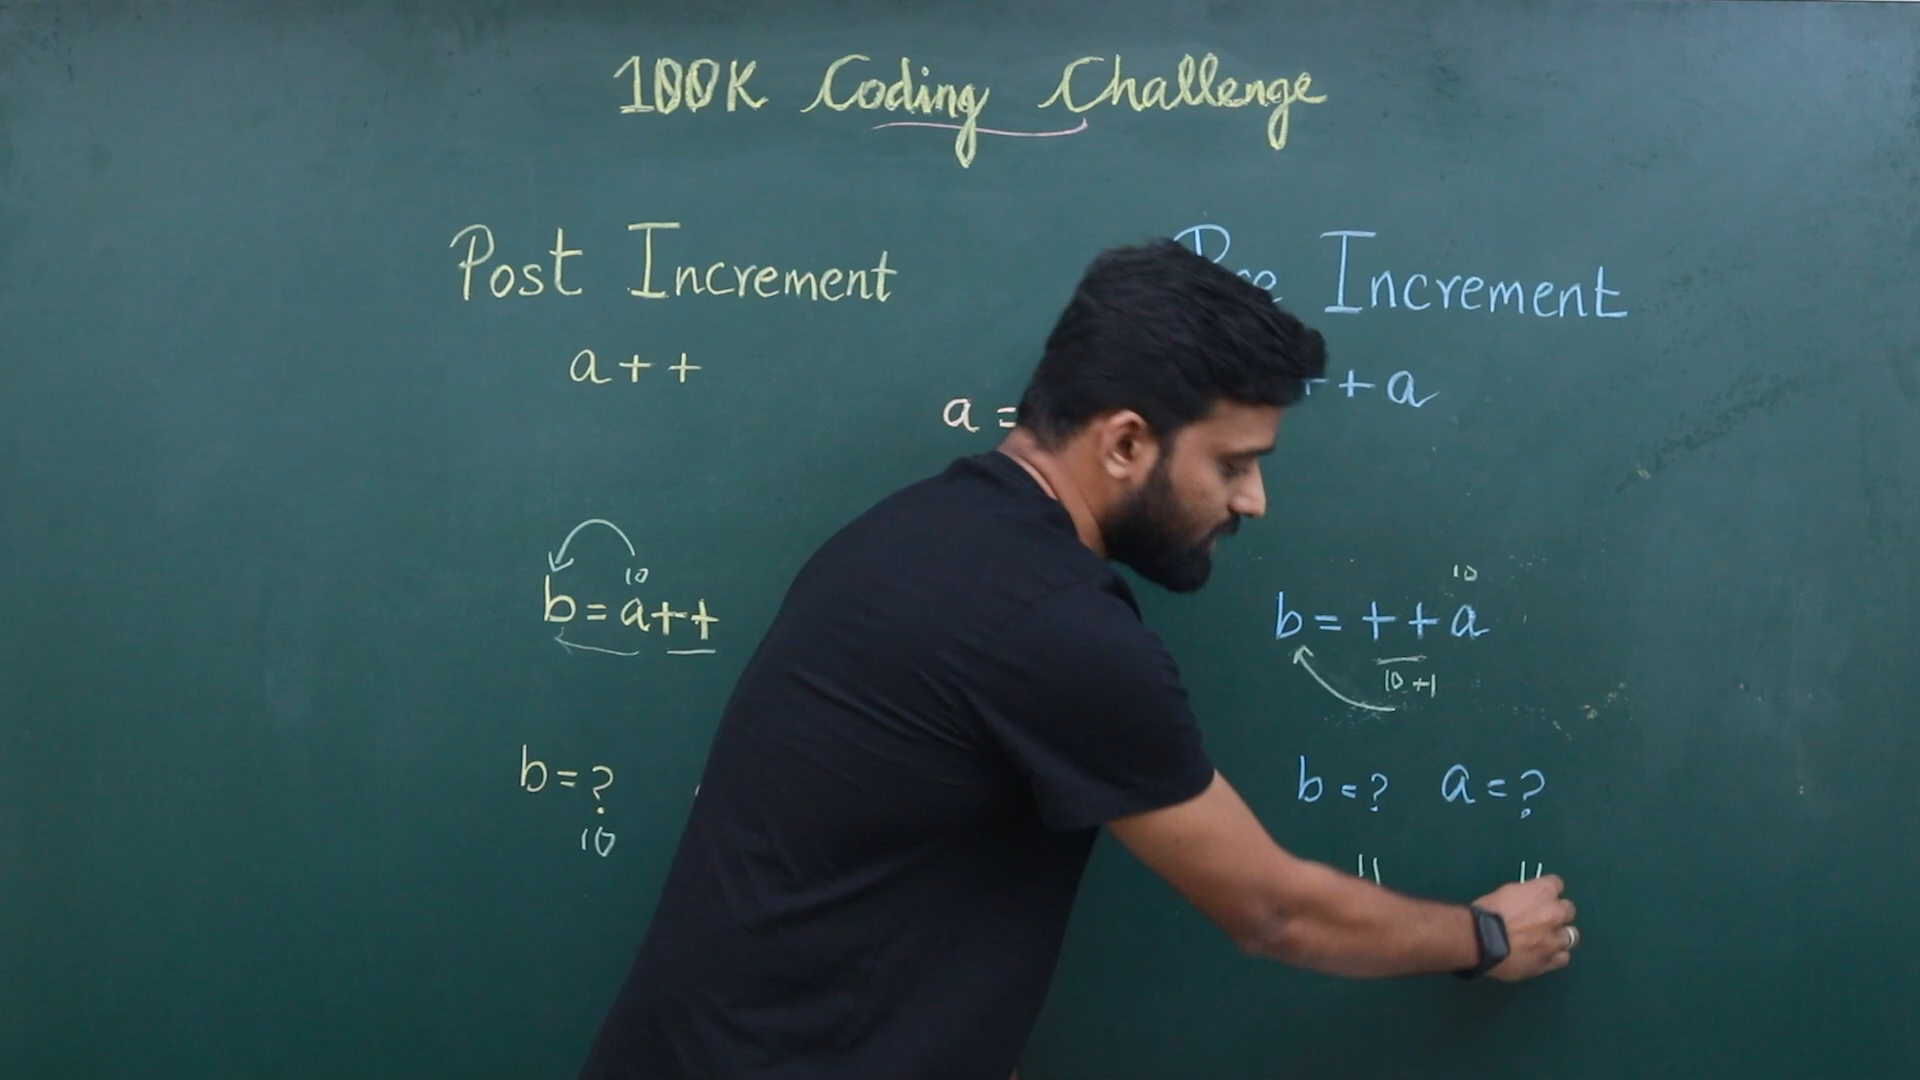 100K Coding Challenge
Post Increment
Increment
a++
++a
a =
10
b = a++
10
b = ++a
10 +1
b = ?
10
b = ? a = ?
11 11